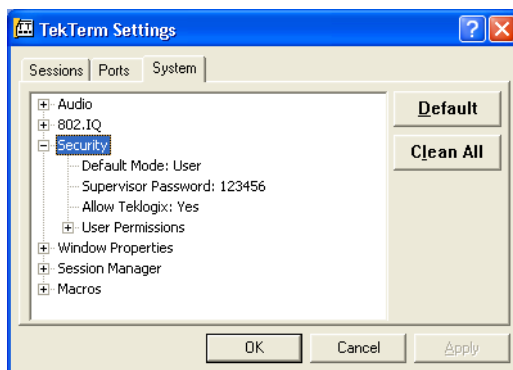 TekTerm Settings
Sessions Ports System
Audio
802.IQ
Security
Default Mode: User
Supervisor Password: 123456
Allow Teklogix: Yes
User Permissions
Window Properties
Session Manager
Macros
Default
Clean All
OK Cancel Apply